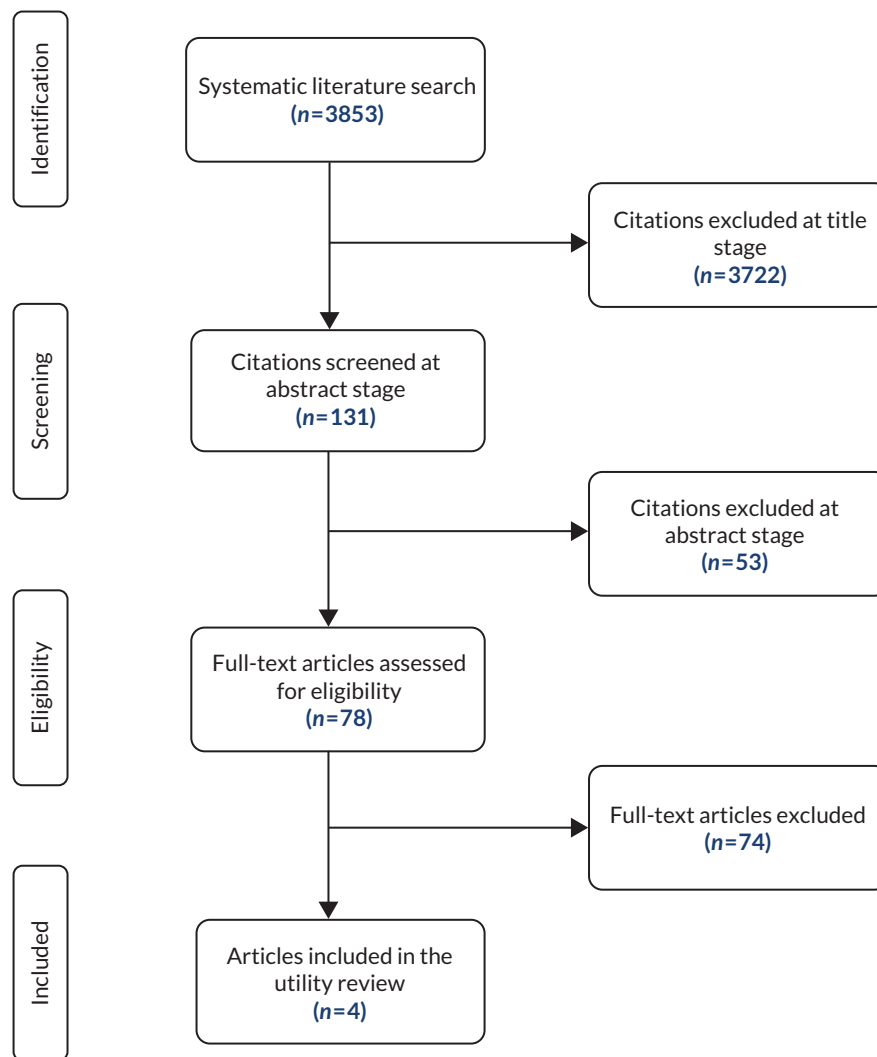 Identification
Systematic literature search
(n=3853)
Citations excluded at title
stage
(n=3722)
Screening
Citations screened at
abstract stage
(n=131)
Citations excluded at
abstract stage
(n=53)
Eligibility
Full-text articles assessed
for eligibility
(n=78)
Full-text articles excluded
(n=74)
Included
Articles included in the
utility review
(n=4)